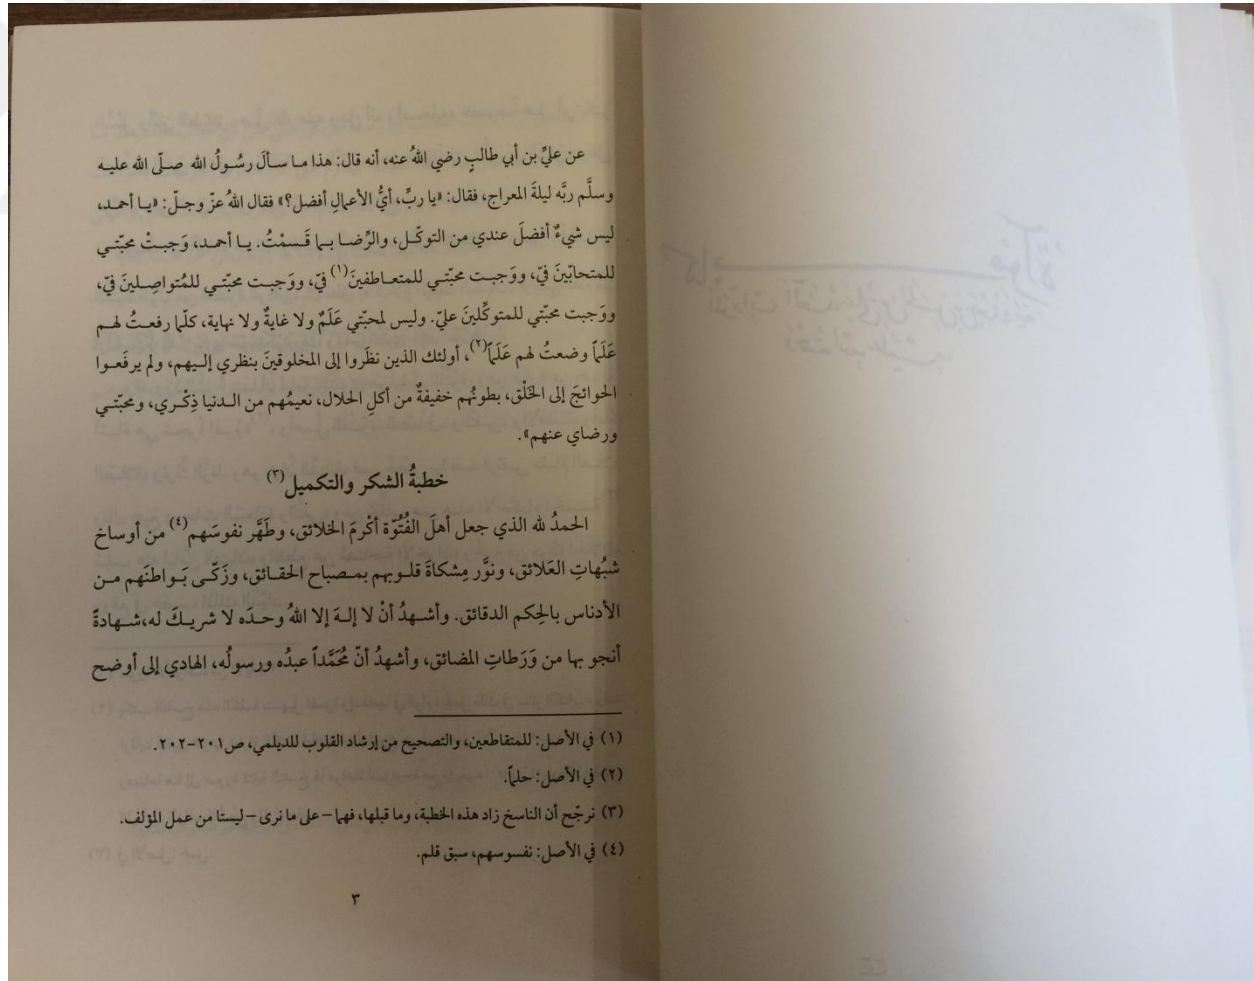 عن عليِّ بن أبي طالبٍ رضي اللهُ عنه، أنه قال: هذا ما سألَ رسُولُ الله صلّى الله عليه
وسلَّم ربَّه ليلةَ المعراج، فقال: «يا ربِّ، أيُّ الأعمالِ أفضل؟» فقال اللهُ عزّ وجلّ: «يا أحمد،
ليس شيءٌ أفضلَ عندي من التوكّل، والرِّضا بما قَسمْتُ. يا أحمد، وَجبتْ محبّتي
للمتحابّينَ فيّ، ووَجبت محبّتي للمتعاطفينَ(١) فيّ، ووَجبت محبّتي للمُتواصِلينَ فيّ،
ووَجبت محبّتي للمتوكِّلينَ عليّ. وليس لمحبّتي عَلَمٌ ولا غايةٌ ولا نهاية، كلّما رفعتُ لهم
عَلَماً وضعتُ لهم عَلَماً(٢)، أولئك الذين نظَروا إلى المخلوقينَ بنظري إليهم، ولم يرفَعوا
الحوائجَ إلى الخَلْق، بطونُهم خفيفةٌ من أكلِ الحلال، نعيمُهم من الدنيا ذِكْري، ومحبّتي
ورضاي عنهم».
خطبةُ الشكر والتكميل(٣)
الحمدُ لله الذي جعل أهلَ الفُتُوّة أكْرمَ الخلائق، وطَهَّر نفوسَهم(٤) من أوساخ
شبُهاتِ العَلائق، ونوَّر مِشكاةَ قلوبهم بمصباح الحقائق، وزَكّى بَواطنَهم من
الأدناس بالحِكم الدقائق. وأشهدُ أنْ لا إلهَ إلا اللهُ وحدَه لا شريكَ له،شهادةً
أنجو بها من وَرَطاتِ المضائق، وأشهدُ أنّ مُحَمَّداً عبدُه ورسولُه، الهادي إلى أوضح
(١) في الأصل: للمتقاطعين، والتصحيح من إرشاد القلوب للديلمي، ص٢٠١-٢٠٢.
(٢) في الأصل: حلماً.
(٣) نرجّح أن الناسخ زاد هذه الخطبة، وما قبلها، فهما – على ما نرى – ليستا من عمل المؤلف.
(٤) في الأصل: نفسوسهم، سبق قلم.
٣